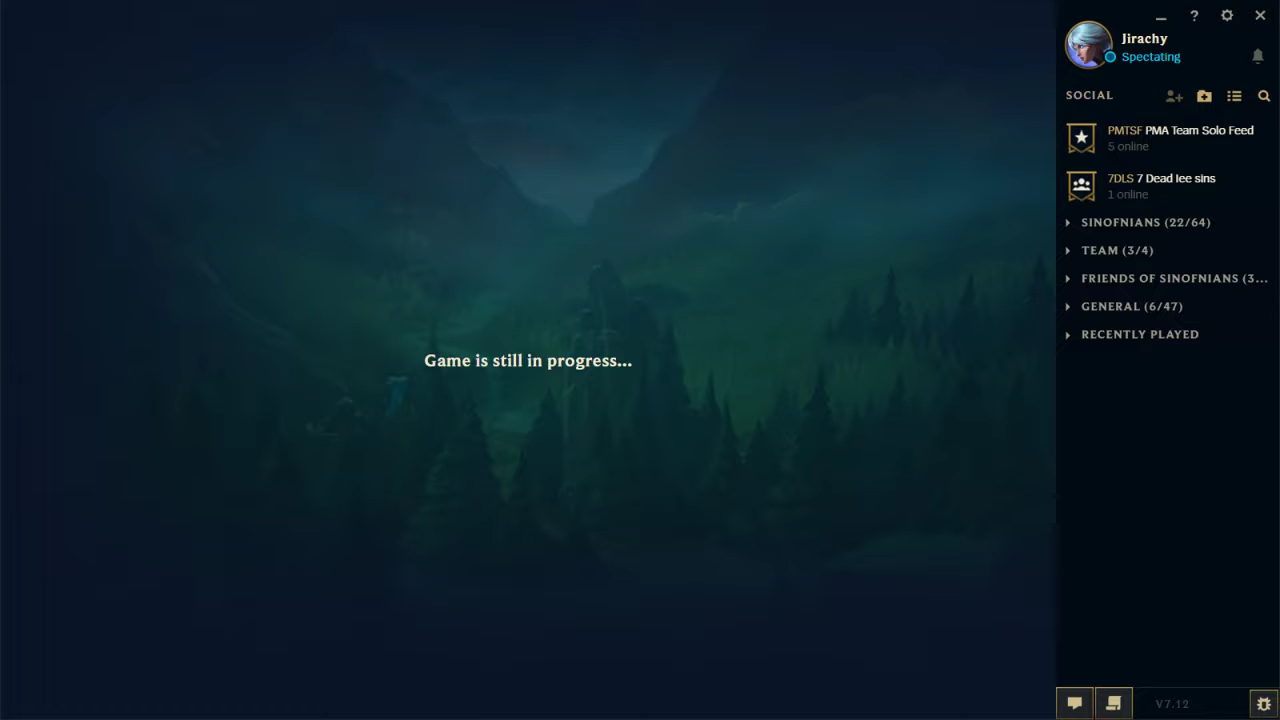 Jirachy
Spectating
SOCIAL
PMTSF PMA Team Solo Feed
5 online
7DLS 7 Dead lee sins
1 online
SINOFNIANS (22/64)
TEAM (3/4)
FRIENDS OF SINOFNIANS (3...
GENERAL (6/47)
RECENTLY PLAYED
Game is still in progress...
V7.12